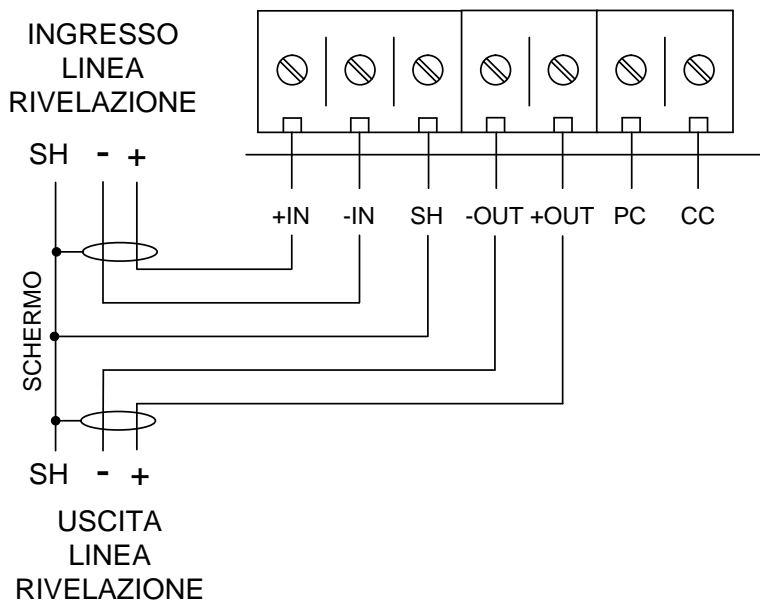 INGRESSO
LINEA
RIVELAZIONE
SH - +
+IN -IN SH -OUT +OUT PC CC
SCHERMO
SH - +
USCITA
LINEA
RIVELAZIONE